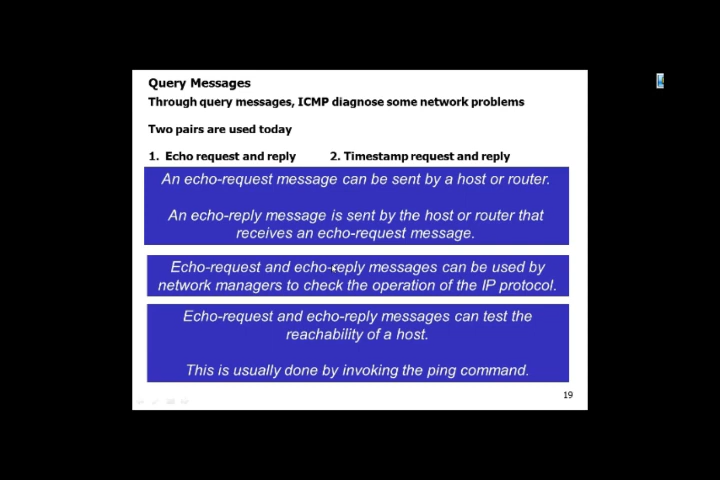 Query Messages
Through query messages, ICMP diagnose some network problems
Two pairs are used today
1. Echo request and reply 2. Timestamp request and reply
An echo-request message can be sent by a host or router.
An echo-reply message is sent by the host or router that
receives an echo-request message.
Echo-request and echo-reply messages can be used by
network managers to check the operation of the IP protocol.
Echo-request and echo-reply messages can test the
reachability of a host.
This is usually done by invoking the ping command.
19